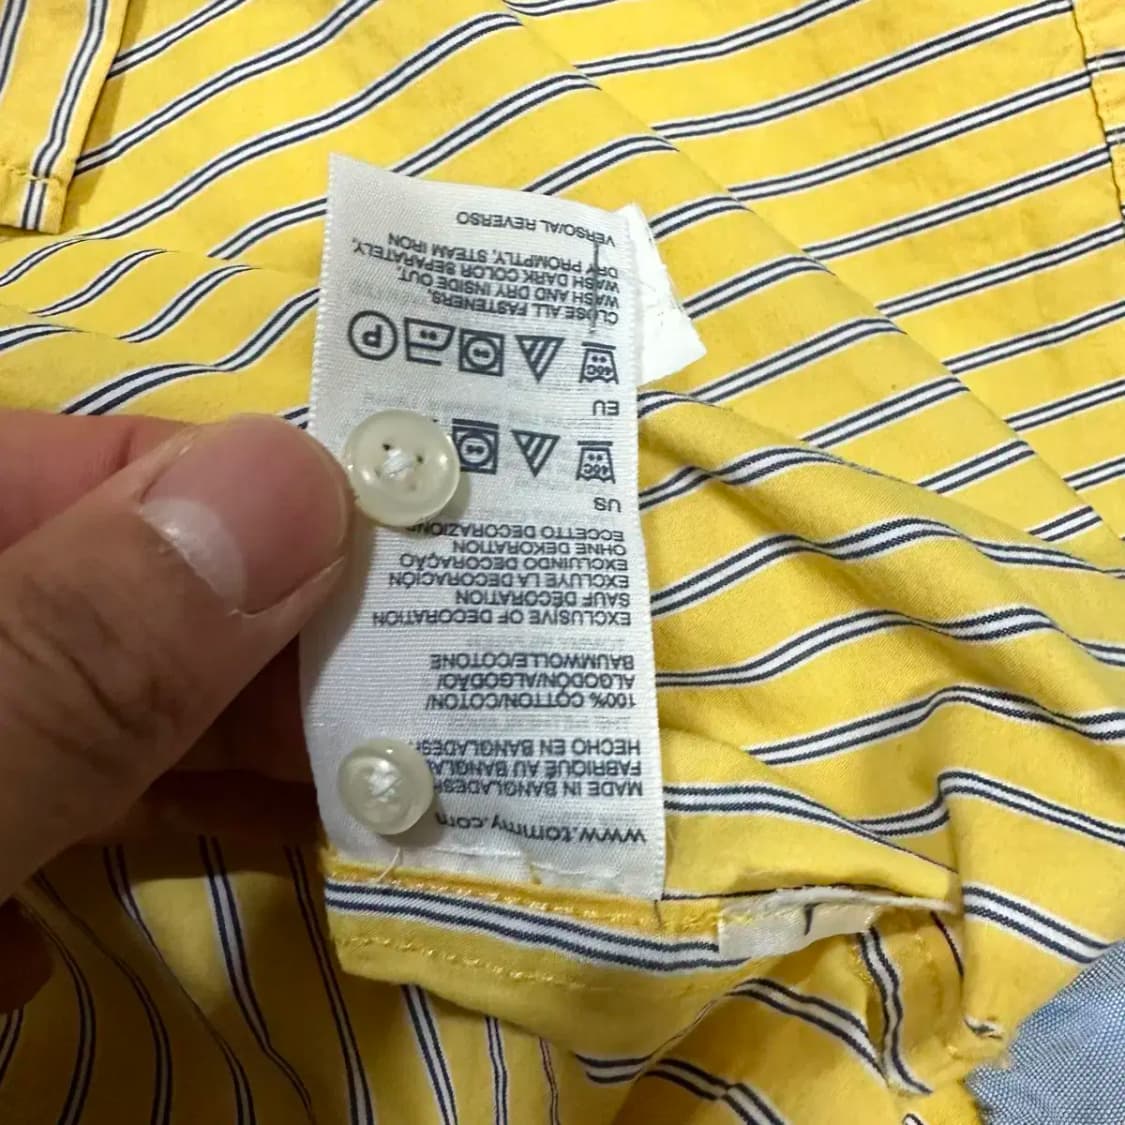 www.tommy.com
MADE IN BANGLADESH
FABRIQUÉ AU BANGLADESH
HECHO EN BANGLADESH
100% COTTON/COTON/
ALGODÓN/ALGODÃO/
BAUMWOLLE/COTONE
EXCLUSIVE OF DECORATION
SAUF DÉCORATION
EXCLUYE LA DECORACIÓN
EXCLUINDO DECORAÇÃO
OHNE DEKORATION
ECCETTO DECORAZIONI
US
40C
EU
40C
P
CLOSE ALL FASTENERS.
WASH AND DRY INSIDE OUT.
WASH DARK COLOR SEPARATELY.
DRY PROMPTLY, STEAM IRON
VERSO/AL REVERSO